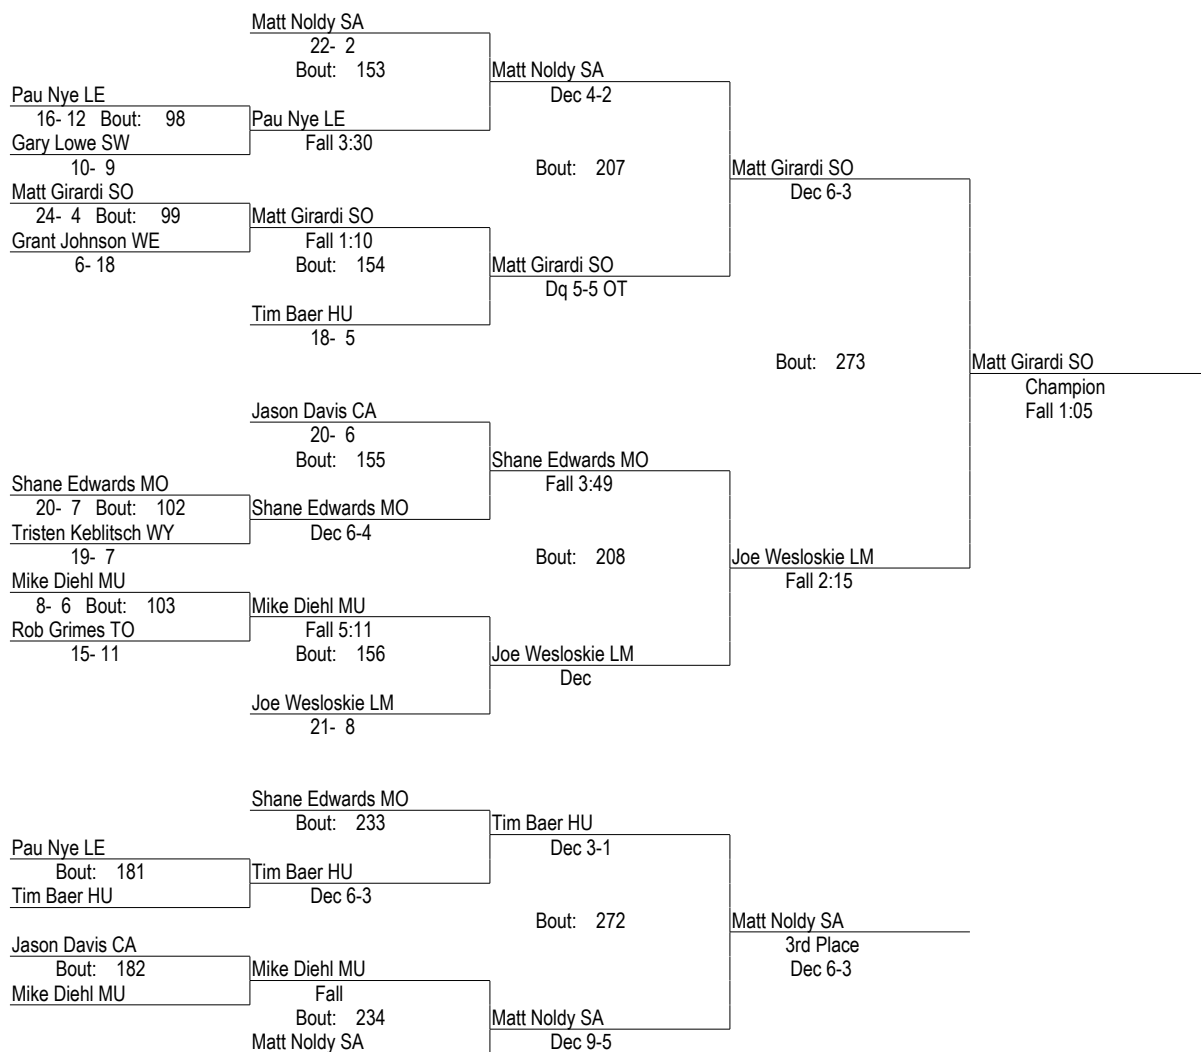 Matt Noldy SA
22- 2
Bout: 153
Matt Noldy SA
Dec 4-2
Pau Nye LE
16- 12 Bout: 98
Pau Nye LE
Fall 3:30
Gary Lowe SW
10- 9
Bout: 207
Matt Girardi SO
Dec 6-3
Matt Girardi SO
24- 4 Bout: 99
Matt Girardi SO
Fall 1:10
Grant Johnson WE
6- 18
Bout: 154
Matt Girardi SO
Dq 5-5 OT
Tim Baer HU
18- 5
Bout: 273
Matt Girardi SO
Champion
Fall 1:05
Jason Davis CA
20- 6
Bout: 155
Shane Edwards MO
Fall 3:49
Shane Edwards MO
20- 7 Bout: 102
Shane Edwards MO
Dec 6-4
Tristen Keblitsch WY
19- 7
Bout: 208
Joe Wesloskie LM
Fall 2:15
Mike Diehl MU
8- 6 Bout: 103
Mike Diehl MU
Fall 5:11
Rob Grimes TO
15- 11
Bout: 156
Joe Wesloskie LM
Dec
Joe Wesloskie LM
21- 8
Shane Edwards MO
Bout: 233
Tim Baer HU
Dec 3-1
Pau Nye LE
Bout: 181
Tim Baer HU
Dec 6-3
Tim Baer HU
Bout: 272
Matt Noldy SA
3rd Place
Dec 6-3
Jason Davis CA
Bout: 182
Mike Diehl MU
Fall
Mike Diehl MU
Bout: 234
Matt Noldy SA
Dec 9-5
Matt Noldy SA